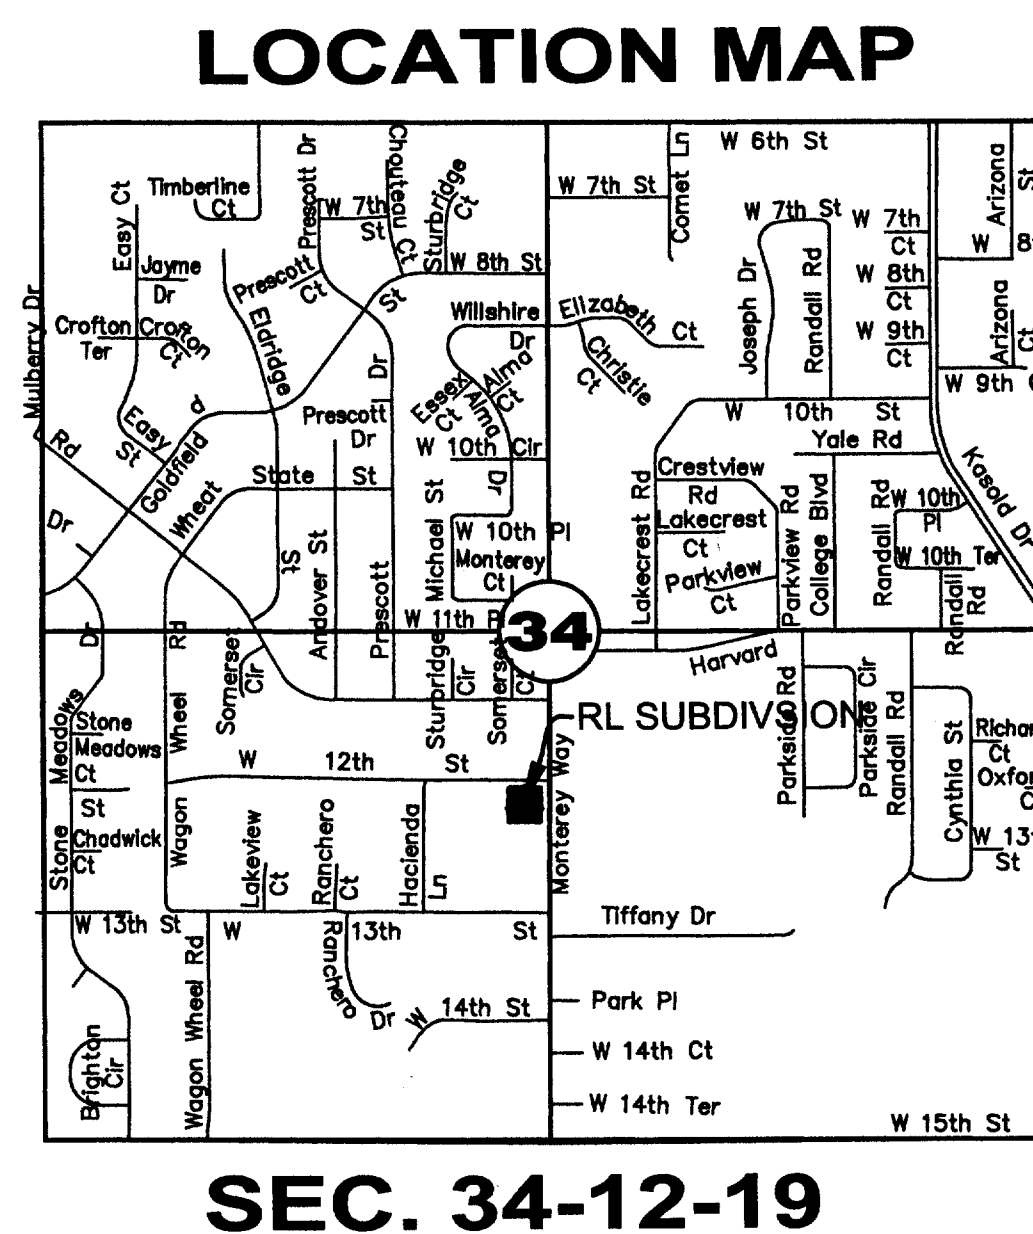 LOCATION MAP
W 6th St
Comet Ln
Chouteau Ct
Prescott Dr
Timberline
Ct
Easy Ct
W 7th
St
Sturbridge
Ct
W 7th St
W 7th St
W 7th
Ct
Arizona
St
W 8
Jayme
Dr
Prescott
Ct
W 8th St
St
W 8th
Ct
Joseph Dr
Randall Rd
Mulberry Dr
Crofton
Ter
Crofton
Ct
Eldridge
Willshire
Dr
Elizabeth
Ct
Christie
Ct
W 9th
Ct
Arizona
Ct
W 9th
Essex
Ct
Alma
Ct
Alma
Dr
Prescott
Dr
Dr
Easy
St
Goldfield
d
Rd
W 10th Cir
W 10th St
Yale Rd
Kasold Dr
Wheat
State St
St
Dr
Andover St
Prescott
Michael St
W 10th Pl
Monterey
Ct
Lakecrest Rd
Crestview
Rd
Lakecrest
Ct
Parkview
Ct
Parkview Rd
College Blvd
Randall Rd
W 10th
Pl
W 10th Ter
Randall
Rd
W 11th P
34
Dr
Rd
Somerset
Cir
Sturbridge
Cir
Somerset
Ct
Harvard
RL SUBDIVISION
Parkside Rd
Parkside Cir
Randall Rd
Cynthia St
Richar
Ct
Oxfor
C
W 13t
St
Meadows
Stone
Meadows
Ct
St
Stone
Chadwick
Ct
Wheel
Wagon
W 12th St
Monterey Way
Lakeview
Ct
Ranchero
Ct
Hacienda
Ln
W 13th St
W 13th St
Tiffany Dr
Wagon Wheel Rd
Ranchero
Dr
W 14th St
Park Pl
W 14th Ct
Brighton
Cir
W 14th Ter
W 15th St
SEC. 34-12-19